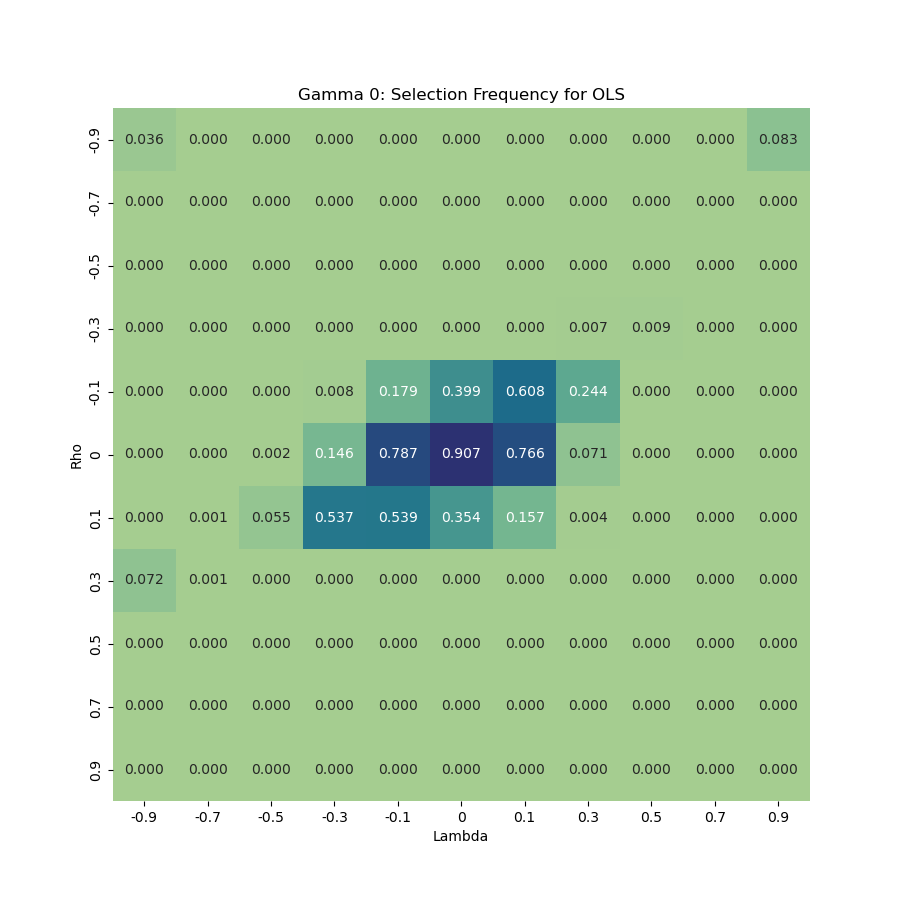 Gamma 0: Selection Frequency for OLS
-0.9 0.036 0.000 0.000 0.000 0.000 0.000 0.000 0.000 0.000 0.000 0.083
-0.7 0.000 0.000 0.000 0.000 0.000 0.000 0.000 0.000 0.000 0.000 0.000
-0.5 0.000 0.000 0.000 0.000 0.000 0.000 0.000 0.000 0.000 0.000 0.000
-0.3 0.000 0.000 0.000 0.000 0.000 0.000 0.000 0.007 0.009 0.000 0.000
-0.1 0.000 0.000 0.000 0.008 0.179 0.399 0.608 0.244 0.000 0.000 0.000
Rho
0 0.000 0.000 0.002 0.146 0.787 0.907 0.766 0.071 0.000 0.000 0.000
0.1 0.000 0.001 0.055 0.537 0.539 0.354 0.157 0.004 0.000 0.000 0.000
0.3 0.072 0.001 0.000 0.000 0.000 0.000 0.000 0.000 0.000 0.000 0.000
0.5 0.000 0.000 0.000 0.000 0.000 0.000 0.000 0.000 0.000 0.000 0.000
0.7 0.000 0.000 0.000 0.000 0.000 0.000 0.000 0.000 0.000 0.000 0.000
0.9 0.000 0.000 0.000 0.000 0.000 0.000 0.000 0.000 0.000 0.000 0.000
-0.9 -0.7 -0.5 -0.3 -0.1 0 0.1 0.3 0.5 0.7 0.9
Lambda